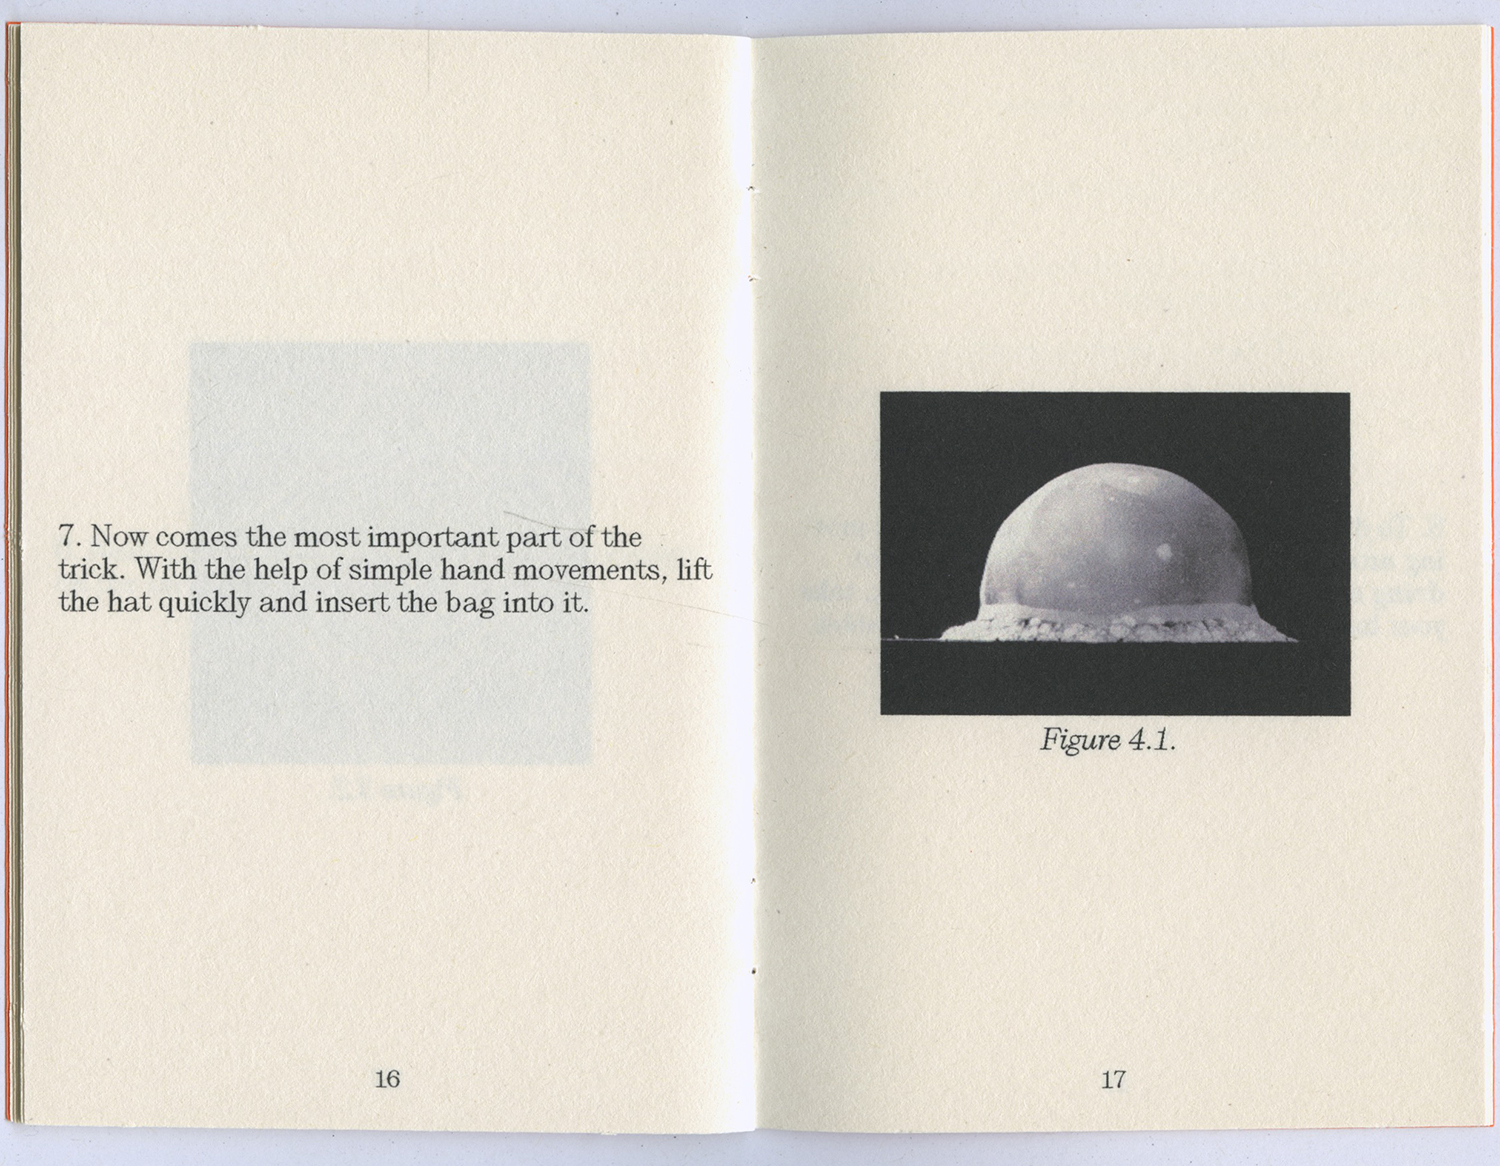 7. Now comes the most important part of the
trick. With the help of simple hand movements, lift
the hat quickly and insert the bag into it.
16
Figure 4.1.
17